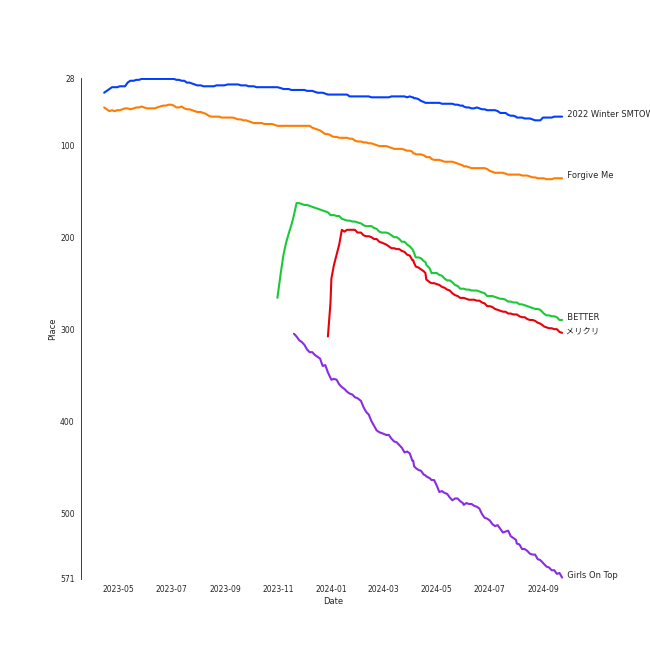 28
100
200
300
400
500
571
Place
2022 Winter SMTOW
Forgive Me
BETTER
メリクリ
Girls On Top
2023-05
2023-07
2023-09
2023-11
2024-01
2024-03
2024-05
2024-07
2024-09
Date